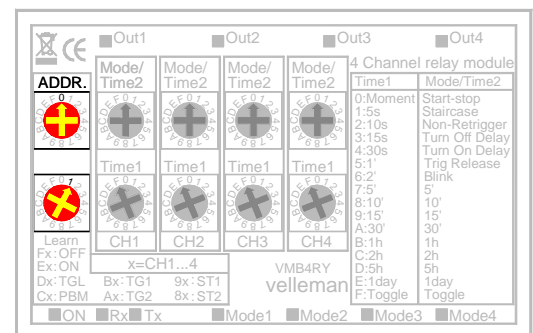 Out1 Out2 Out3 Out4
4 Channel relay module
ADDR.
Mode/ Time2
Mode/ Time2
Mode/ Time2
Mode/ Time2
Time1 Mode/Time2
0:Moment Start-stop
1:5s Staircase
2:10s Non-Retrigger
3:15s Turn Off Delay
4:30s Turn On Delay
5:1' Trig Release
6:2' Blink
7:5' 5'
8:10' 10'
9:15' 15'
A:30' 30'
B:1h 1h
C:2h 2h
D:5h 5h
E:1day 1day
F:Toggle Toggle
Time1 Time1 Time1 Time1
CH1 CH2 CH3 CH4
Learn
Fx:OFF
Ex:ON
Dx:TGL
Cx:PBM
x=CH1...4
Bx:TG1 9x:ST1
Ax:TG2 8x:ST2
VMB4RY
velleman
ON Rx Tx Mode1 Mode2 Mode3 Mode4